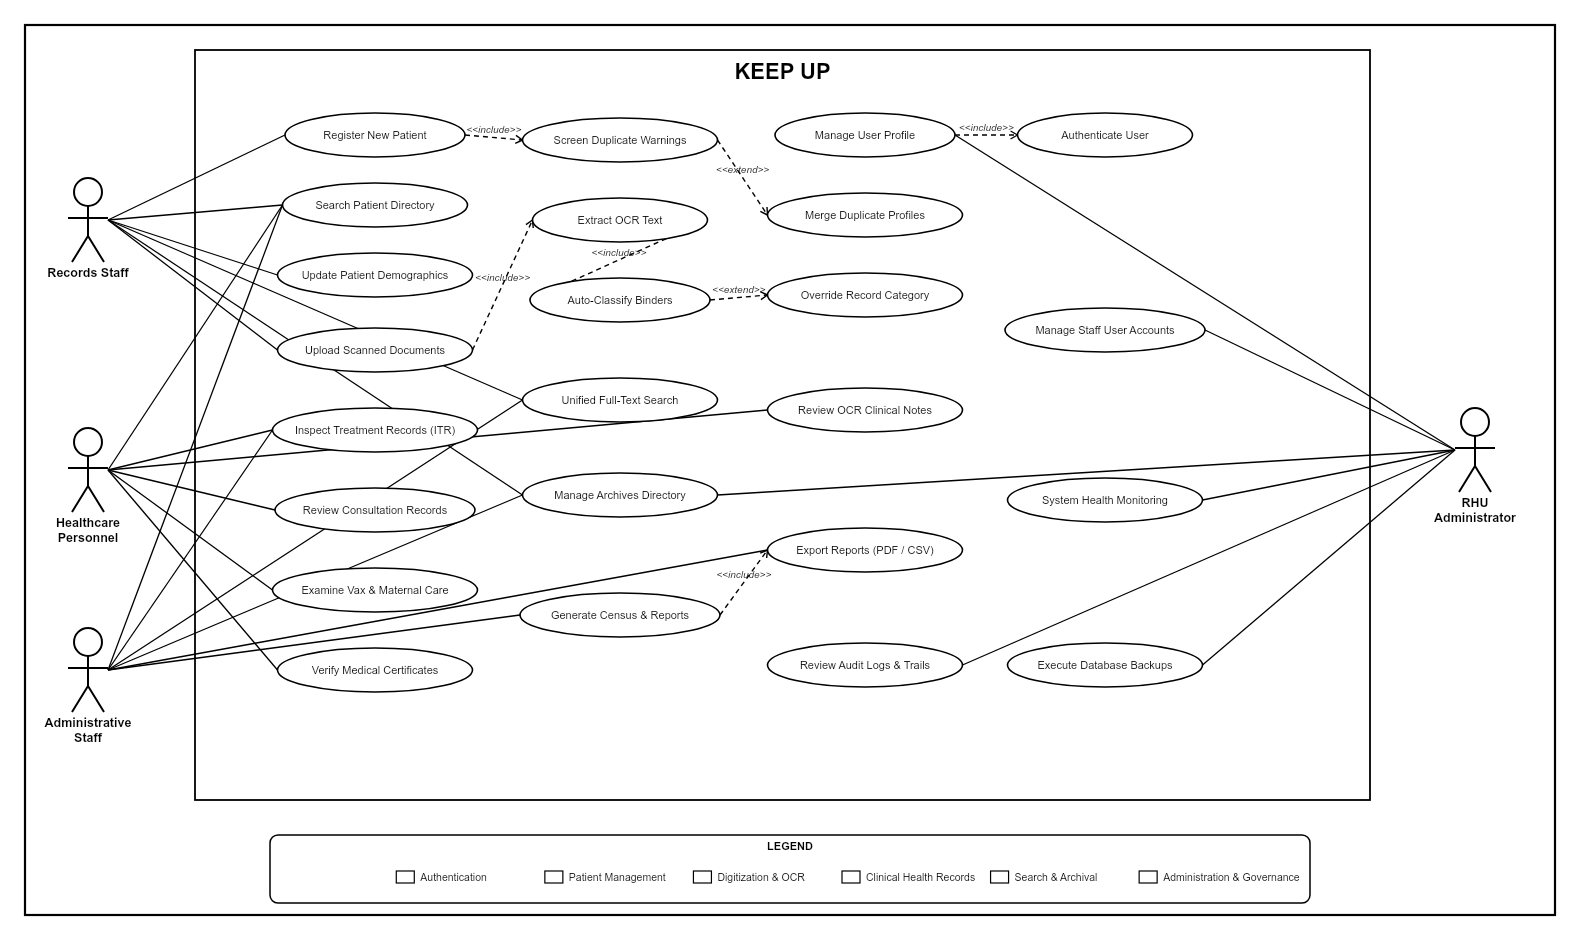 KEEP UP
Register New Patient
<<include>>
Screen Duplicate Warnings
Manage User Profile
<<include>>
Authenticate User
<<extend>>
Search Patient Directory
Extract OCR Text
Merge Duplicate Profiles
<<include>>
Records Staff
Update Patient Demographics
<<include>>
Auto-Classify Binders
<<extend>>
Override Record Category
Manage Staff User Accounts
Upload Scanned Documents
Unified Full-Text Search
Review OCR Clinical Notes
Inspect Treatment Records (ITR)
Healthcare
Personnel
Review Consultation Records
Manage Archives Directory
System Health Monitoring
RHU
Administrator
Export Reports (PDF / CSV)
<<include>>
Examine Vax & Maternal Care
Generate Census & Reports
Verify Medical Certificates
Review Audit Logs & Trails
Execute Database Backups
Administrative
Staff
LEGEND
Authentication
Patient Management
Digitization & OCR
Clinical Health Records
Search & Archival
Administration & Governance